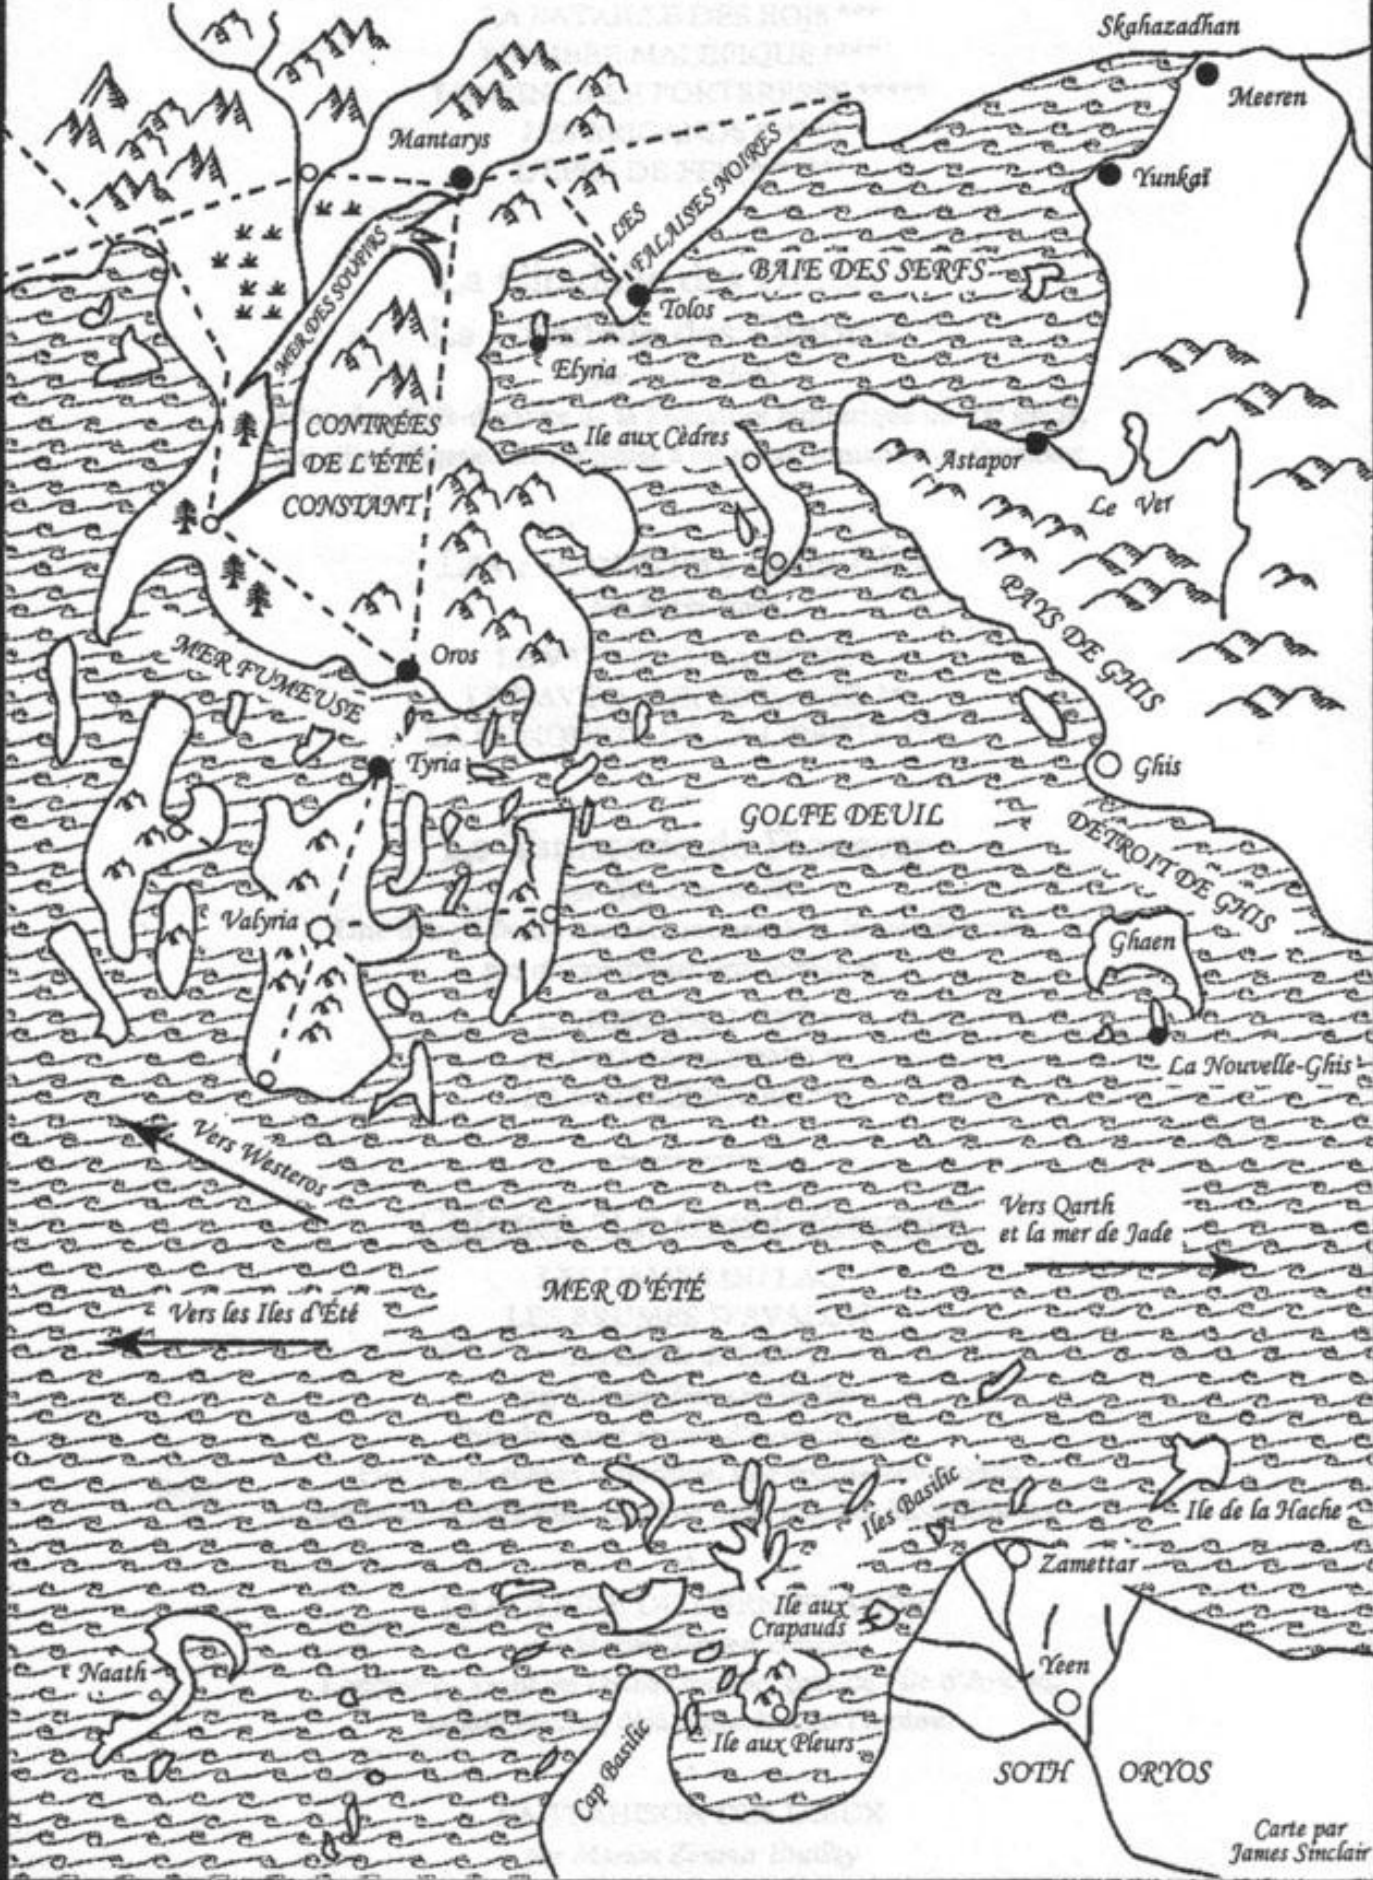 Skahazadhan
Meeren
Mantarys
Yunkaï
LES
FALAISES NOIRES
BAIE DES SERFS
MER DES SOUPIRS
Tolos
Elyria
CONTRÉES
DE L'ÉTÉ
CONSTANT
Ile aux Cèdres
Astapor
Le Ver
PAYS DE GHIS
MER FUMEUSE
Oros
Tyria
Ghis
GOLFE DEUIL
DÉTROIT DE GHIS
Valyria
Ghaen
La Nouvelle-Ghis
Vers Westeros
Vers Qarth
et la mer de Jade
MER D'ÉTÉ
Vers les Iles d'Été
Iles Basilic
Ile de la Hache
Zamettar
Ile aux
Crapauds
Naath
Yeen
Ile aux Pleurs
Cap Basilic
SOTH ORYOS
Carte par
James Sinclair